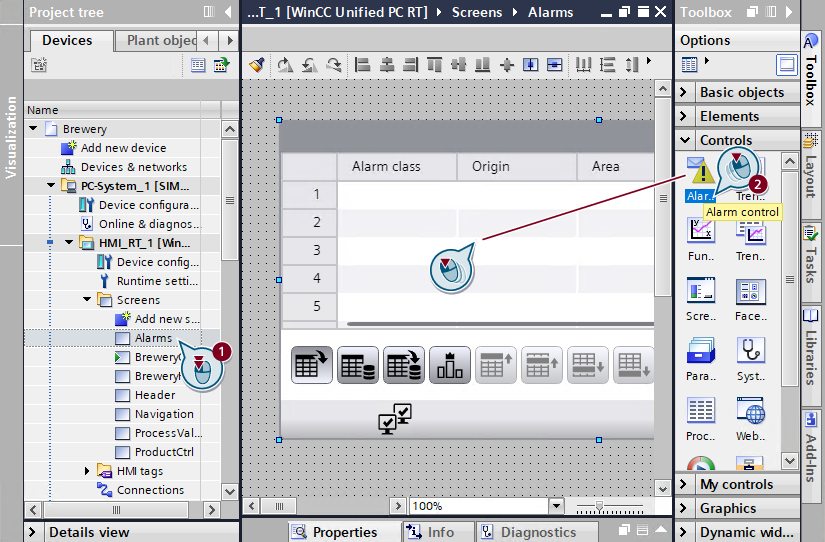 Project tree
Devices
Plant objec
Visualization
Name
Brewery
Add new device
Devices & networks
PC-System_1 [SIM...
Device configura...
Online & diagnos...
HMI_RT_1 [Win...
Device config...
Runtime setti...
Screens
Add new s...
Alarms
1
Header
Navigation
ProcessVal...
ProductCtrl
HMI tags
Connections
Details view
...T_1 [WinCC Unified PC RT]
Screens
Alarms
Alarm class
Origin
Area
1
2
3
4
5
100%
Properties
Info
Diagnostics
Toolbox
Options
Basic objects
Elements
Controls
Alar..
Tren..
2
Alarm control
Fun..
Tren..
Scre..
Face..
Para..
Syst..
Proc..
Web..
My controls
Graphics
Dynamic wid...
Toolbox
Layout
Tasks
Libraries
Add-Ins